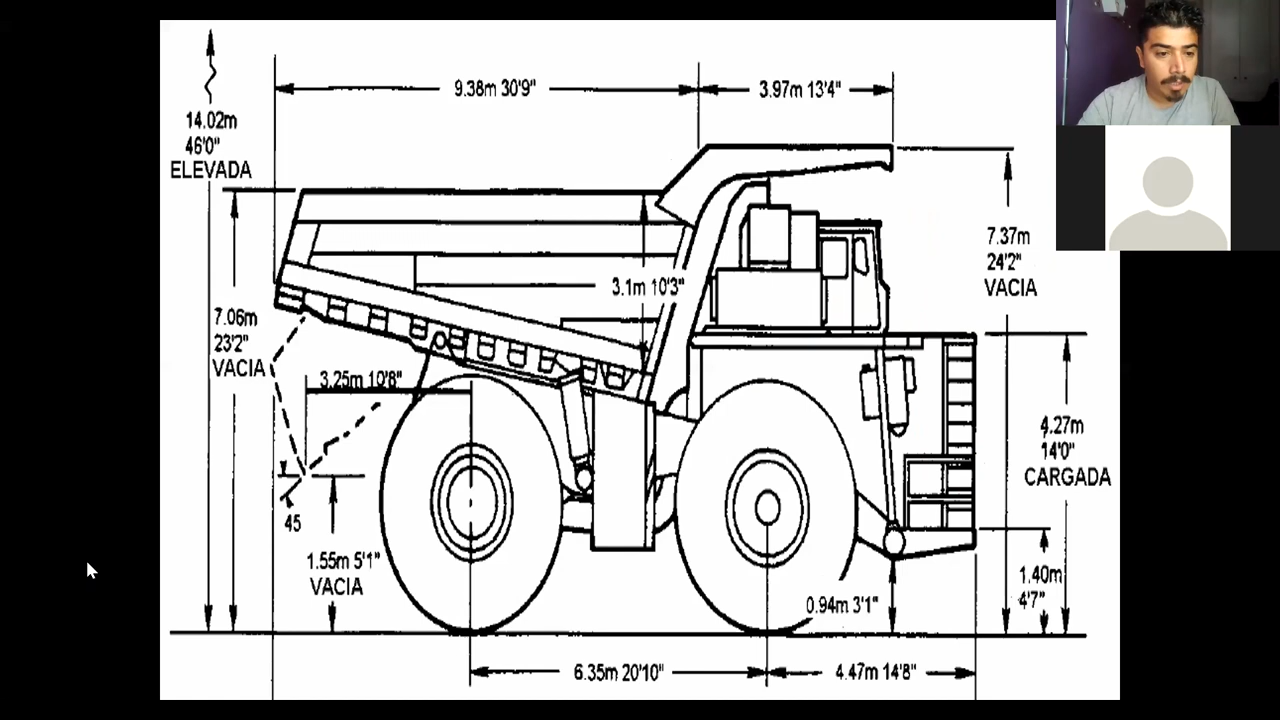 9.38m 30'9"
3.97m 13'4"
14.02m
46'0"
ELEVADA
7.37m
24'2"
VACIA
3.1m 10'3"
7.06m
23'2"
VACIA
3.25m 10'8"
4.27m
14'0"
CARGADA
45
1.55m 5'1"
VACIA
1.40m
4'7"
0.94m 3'1"
6.35m 20'10"
4.47m 14'8"